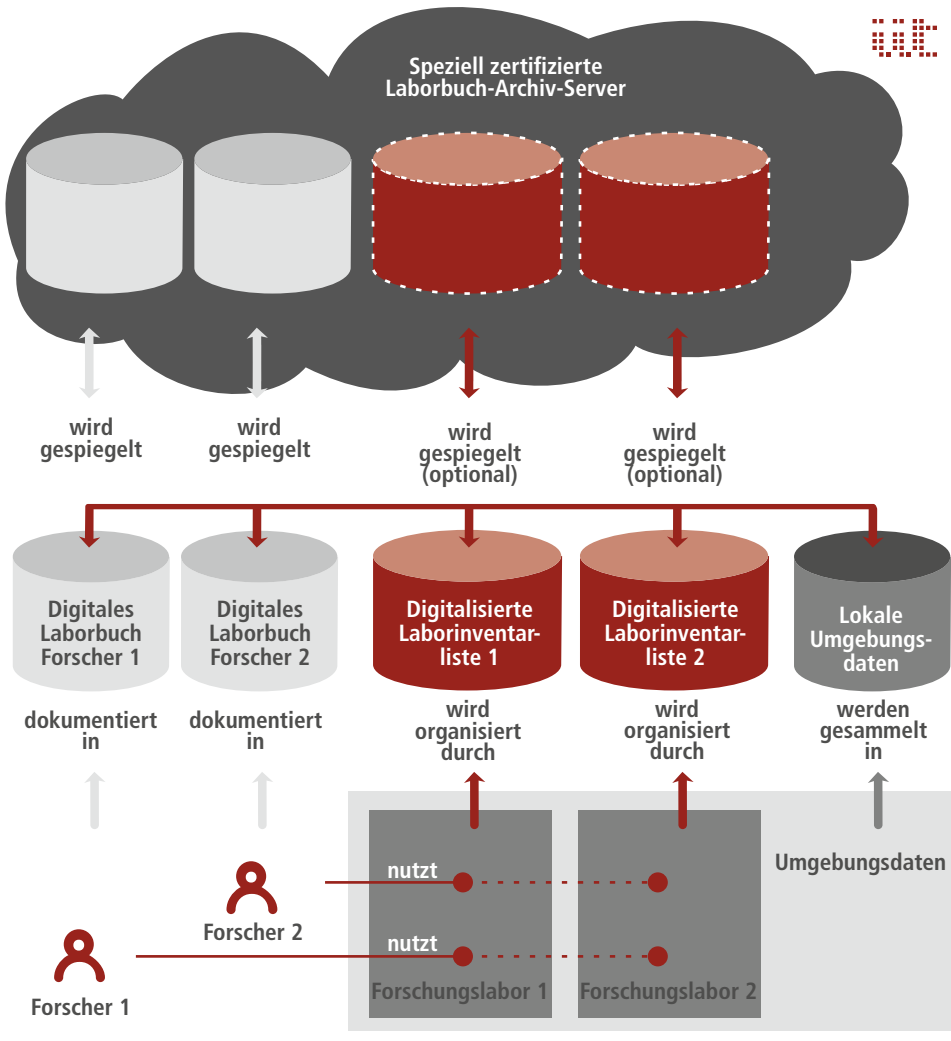 üt
Speziell zertifizierte
Laborbuch-Archiv-Server
wird
gespiegelt
wird
gespiegelt
wird
gespiegelt
(optional)
wird
gespiegelt
(optional)
Digitales
Laborbuch
Forscher 1
Digitales
Laborbuch
Forscher 2
Digitalisierte
Laborinventar-
liste 1
Digitalisierte
Laborinventar-
liste 2
Lokale
Umgebungs-
daten
dokumentiert
in
dokumentiert
in
wird
organisiert
durch
wird
organisiert
durch
werden
gesammelt
in
Umgebungsdaten
nutzt
Forscher 2
nutzt
Forscher 1
Forschungslabor 1
Forschungslabor 2